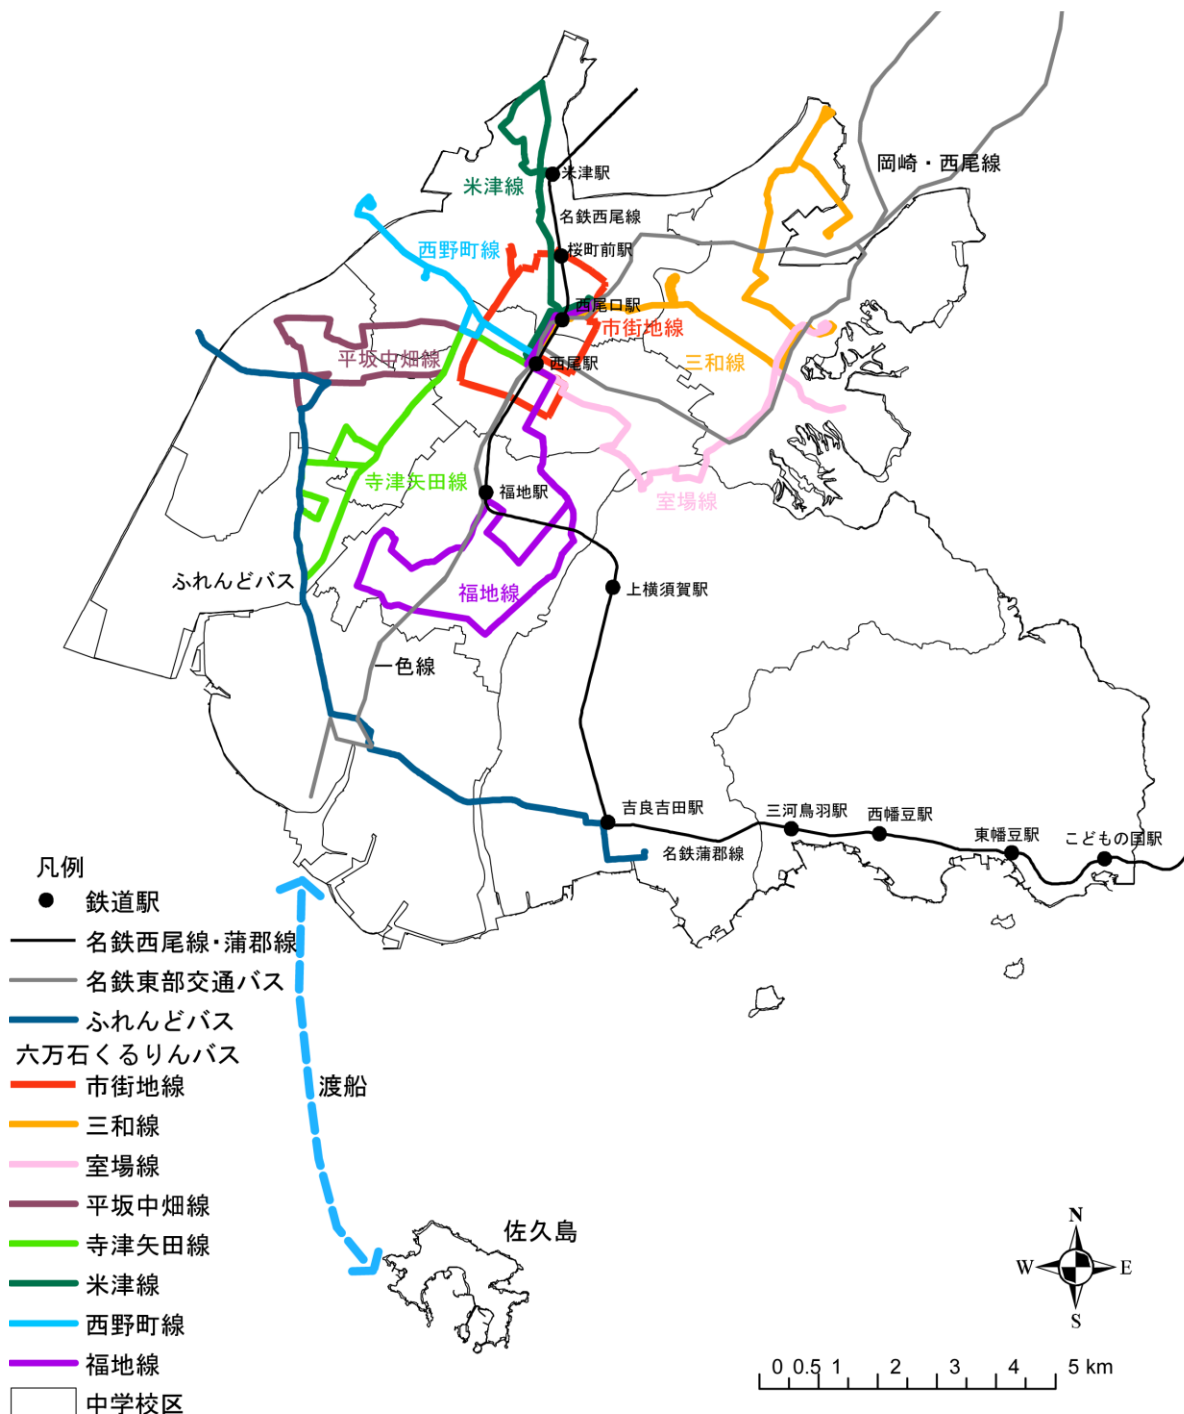 岡崎・西尾線
米津駅
米津線
名鉄西尾線
西野町線
桜町前駅
西尾口駅
市街地線
平坂中畑線
西尾駅
三和線
寺津矢田線
福地駅
室場線
ふれんどバス
福地線
上横須賀駅
一色線
吉良吉田駅
三河鳥羽駅
西幡豆駅
東幡豆駅
こどもの国駅
名鉄蒲郡線
凡例
鉄道駅
名鉄西尾線・蒲郡線
名鉄東部交通バス
ふれんどバス
六万石くるりんバス
市街地線
三和線
室場線
平坂中畑線
寺津矢田線
米津線
西野町線
福地線
中学校区
渡船
佐久島
N
W E
S
0 0.5 1 2 3 4 5 km